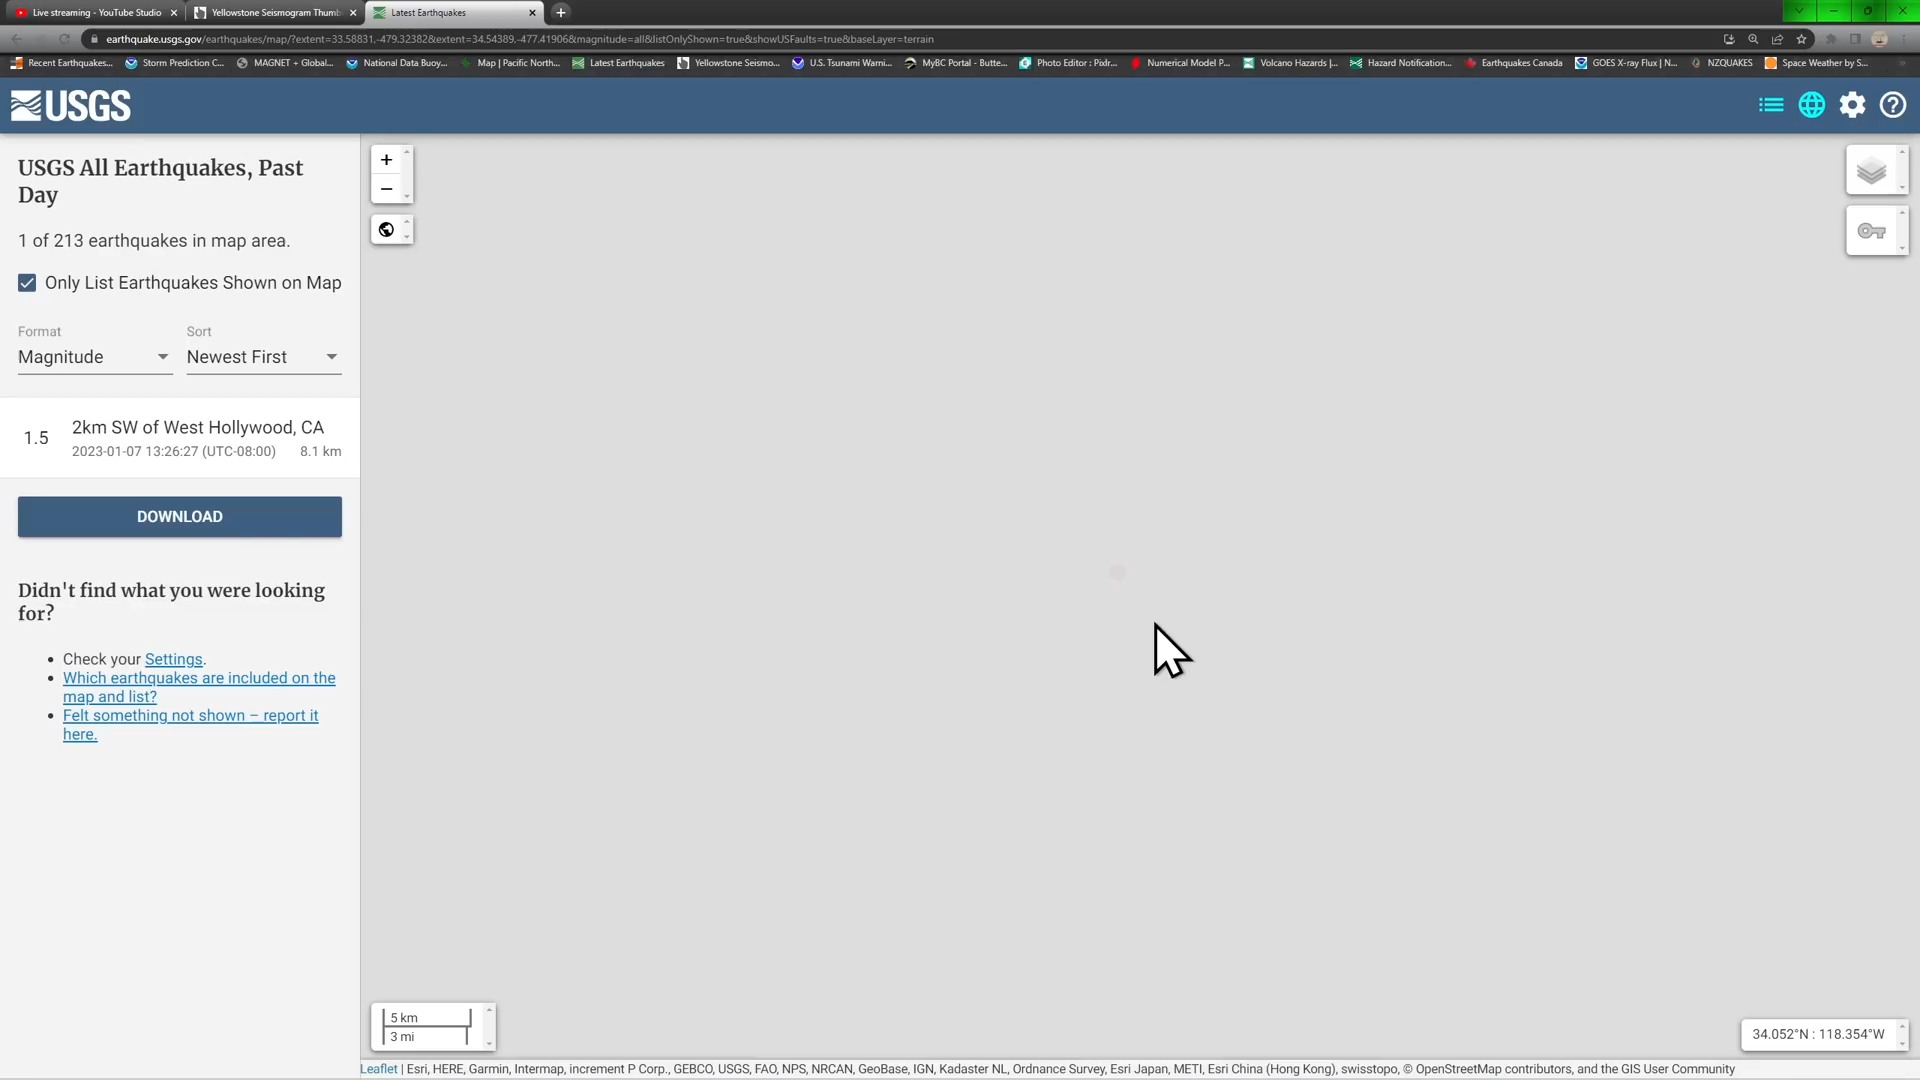 Live streaming - YouTube Studio
Yellowstone Seismogram Thumb
Latest Earthquakes
earthquake.usgs.gov/earthquakes/map/?extent=33.58831,-479.32382&extent=34.54389,-477.41906&magnitude=all&listOnlyShown=true&showUSFaults=true&baseLayer=terrain
Recent Earthquakes...
Storm Prediction C...
MAGNET + Global...
National Data Buoy...
Map | Pacific North...
Latest Earthquakes
Yellowstone Seismo...
U.S. Tsunami Warni...
MyBC Portal - Butte...
Photo Editor : Pixlr...
Numerical Model P...
Volcano Hazards |...
Hazard Notification...
Earthquakes Canada
GOES X-ray Flux | N...
NZQUAKES
Space Weather by S...
USGS
USGS All Earthquakes, Past
Day
1 of 213 earthquakes in map area.
Only List Earthquakes Shown on Map
Format
Sort
Magnitude
Newest First
1.5
2km SW of West Hollywood, CA
2023-01-07 13:26:27 (UTC-08:00) 8.1 km
DOWNLOAD
Didn't find what you were looking
for?
Check your Settings.
Which earthquakes are included on the
map and list?
Felt something not shown – report it
here.
5 km
3 mi
34.052°N : 118.354°W
Leaflet | Esri, HERE, Garmin, Intermap, increment P Corp., GEBCO, USGS, FAO, NPS, NRCAN, GeoBase, IGN, Kadaster NL, Ordnance Survey, Esri Japan, METI, Esri China (Hong Kong), swisstopo, © OpenStreetMap contributors, and the GIS User Community